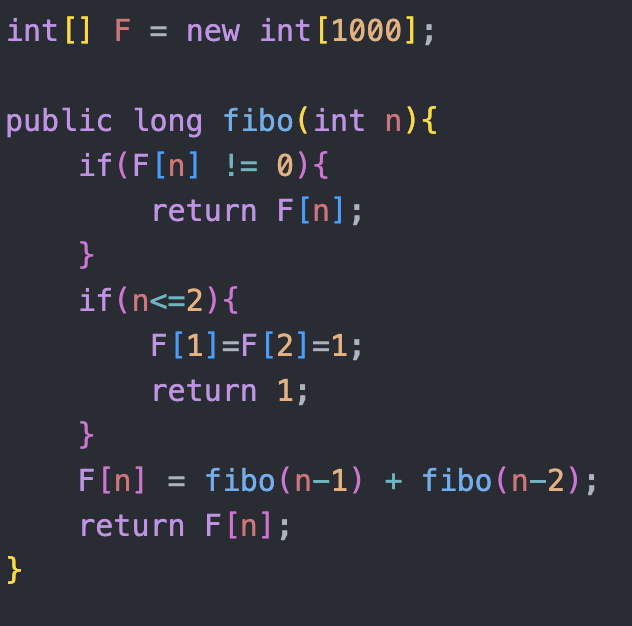 int[] F = new int[1000];

public long fibo(int n){
    if(F[n] != 0){
        return F[n];
    }
    if(n<=2){
        F[1]=F[2]=1;
        return 1;
    }
    F[n] = fibo(n-1) + fibo(n-2);
    return F[n];
}